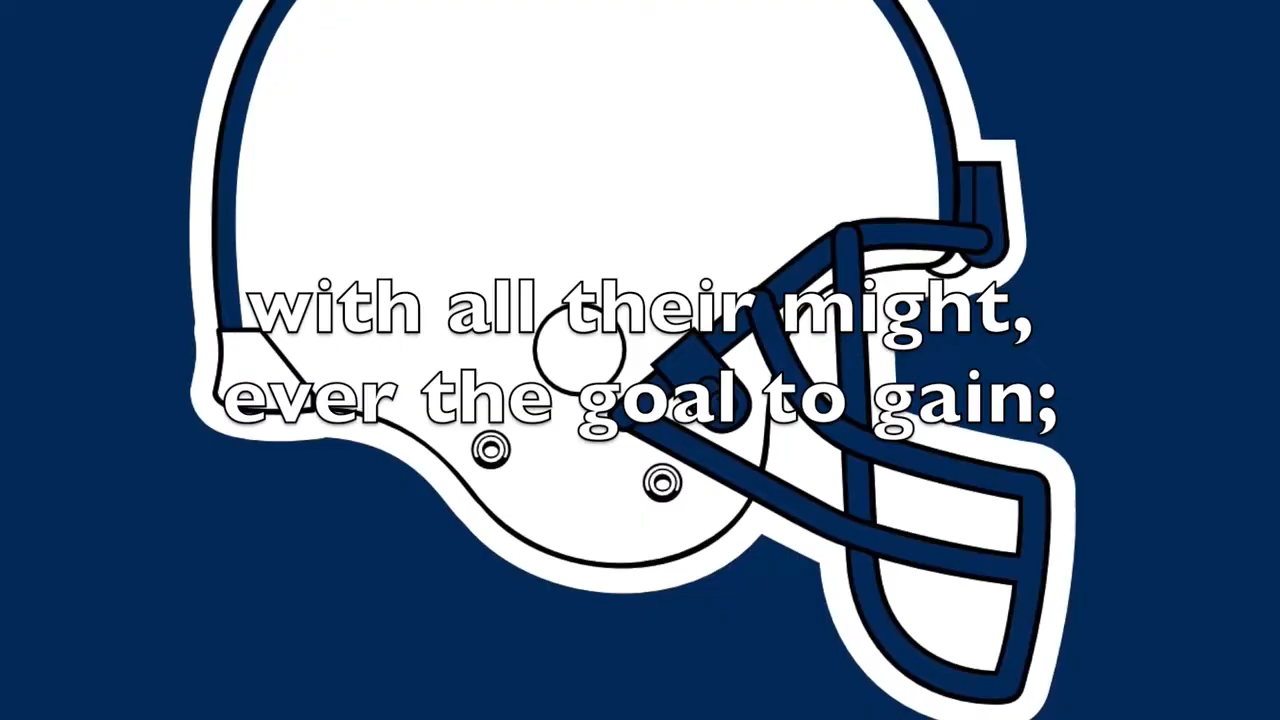 with all their might,
ever the goal to gain;